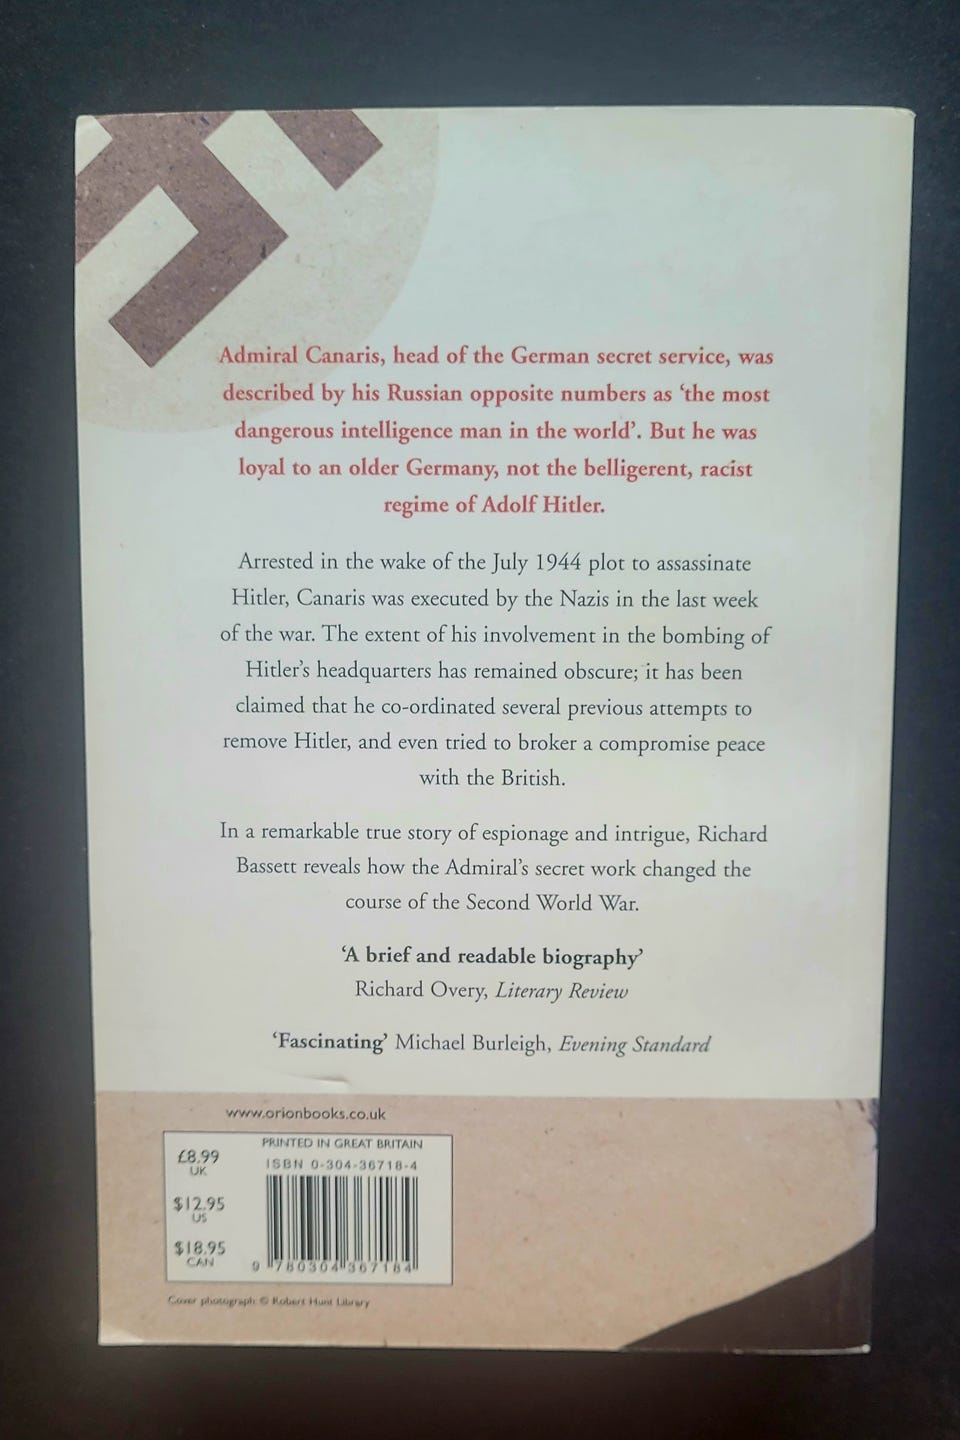 Admiral Canaris, head of the German secret service, was
described by his Russian opposite numbers as ‘the most
dangerous intelligence man in the world’. But he was
loyal to an older Germany, not the belligerent, racist
regime of Adolf Hitler.
Arrested in the wake of the July 1944 plot to assassinate
Hitler, Canaris was executed by the Nazis in the last week
of the war. The extent of his involvement in the bombing of
Hitler’s headquarters has remained obscure; it has been
claimed that he co-ordinated several previous attempts to
remove Hitler, and even tried to broker a compromise peace
with the British.
In a remarkable true story of espionage and intrigue, Richard
Bassett reveals how the Admiral’s secret work changed the
course of the Second World War.
‘A brief and readable biography’
Richard Overy, Literary Review
‘Fascinating’ Michael Burleigh, Evening Standard
www.orionbooks.co.uk
PRINTED IN GREAT BRITAIN
ISBN 0-304-36718-4
£8.99
UK
$12.95
US
$18.95
CAN
9 780304 367184
Cover photograph © Robert Hunt Library